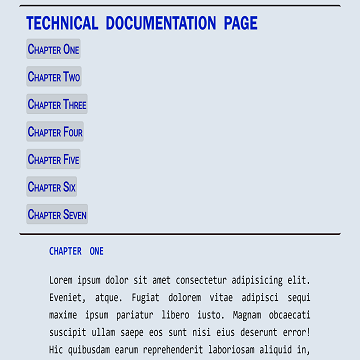 TECHNICAL DOCUMENTATION PAGE
Chapter One
Chapter Two
Chapter Three
Chapter Four
Chapter Five
Chapter Six
Chapter Seven
CHAPTER ONE
Lorem ipsum dolor sit amet consectetur adipisicing elit.
Eveniet, atque. Fugiat dolorem vitae adipisci sequi
maxime ipsum pariatur libero iusto. Magnam obcaecati
suscipit ullam saepe eos sunt nisi eius deserunt error!
Hic quibusdam earum reprehenderit laboriosam aliquid in,